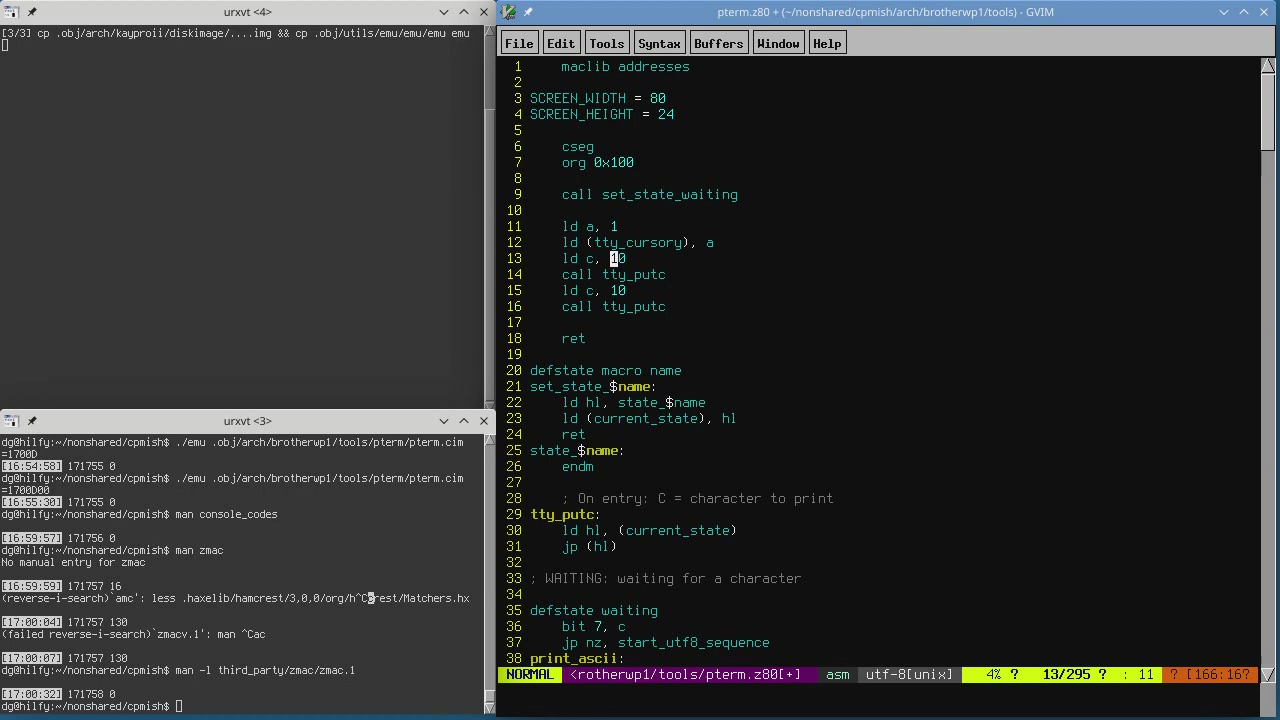 urxvt <4>
[3/3] cp .obj/arch/kayproii/diskimage/....img && cp .obj/utils/emu/emu/emu emu
urxvt <3>
dg@hilfy:~/nonshared/cpmish$ ./emu .obj/arch/brotherwp1/tools/pterm/pterm.cim
=1700D
[16:54:58] 171755 0
dg@hilfy:~/nonshared/cpmish$ ./emu .obj/arch/brotherwp1/tools/pterm/pterm.cim
=1700D00
[16:55:30] 171755 0
dg@hilfy:~/nonshared/cpmish$ man console_codes
[16:59:57] 171756 0
dg@hilfy:~/nonshared/cpmish$ man zmac
No manual entry for zmac
[16:59:59] 171757 16
(reverse-i-search)`amc': less .haxelib/hamcrest/3,0,0/org/h^Crest/Matchers.hx
[17:00:04] 171757 130
(failed reverse-i-search)`zmacv.1': man ^Cac
[17:00:07] 171757 130
dg@hilfy:~/nonshared/cpmish$ man -l third_party/zmac/zmac.1
[17:00:32] 171758 0
dg@hilfy:~/nonshared/cpmish$
pterm.z80 + (~/nonshared/cpmish/arch/brotherwp1/tools) - GVIM
File Edit Tools Syntax Buffers Window Help
1 maclib addresses
2
3 SCREEN_WIDTH = 80
4 SCREEN_HEIGHT = 24
5
6 cseg
7 org 0x100
8
9 call set_state_waiting
10
11 ld a, 1
12 ld (tty_cursory), a
13 ld c, 10
14 call tty_putc
15 ld c, 10
16 call tty_putc
17
18 ret
19
20 defstate macro name
21 set_state_$name:
22 ld hl, state_$name
23 ld (current_state), hl
24 ret
25 state_$name:
26 endm
27
28 ; On entry: C = character to print
29 tty_putc:
30 ld hl, (current_state)
31 jp (hl)
32
33 ; WAITING: waiting for a character
34
35 defstate waiting
36 bit 7, c
37 jp nz, start_utf8_sequence
38 print_ascii:
NORMAL <rotherwp1/tools/pterm.z80[+] asm utf-8[unix] 4% ? 13/295 ? : 11 ? [166:16?